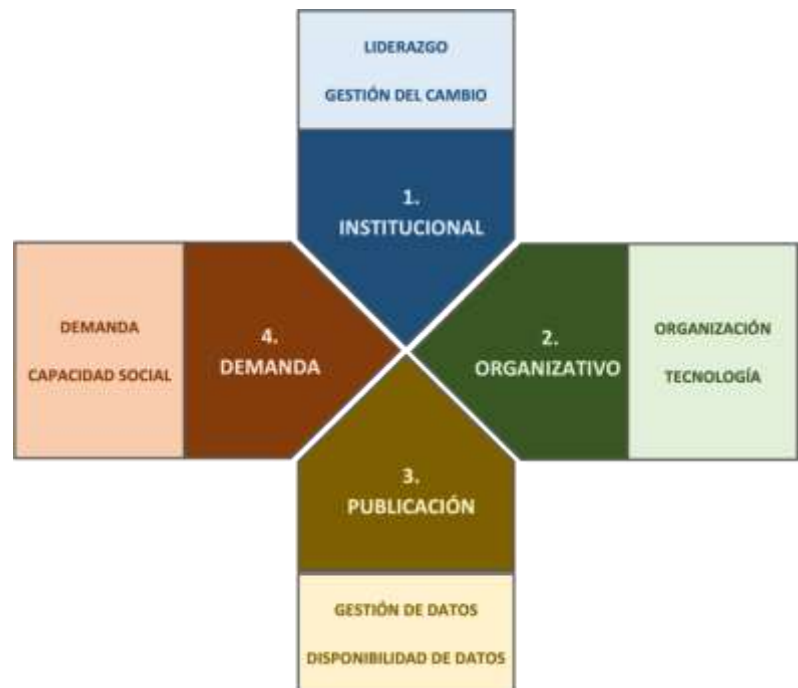 LIDERAZGO
GESTIÓN DEL CAMBIO
1.
INSTITUCIONAL
DEMANDA
CAPACIDAD SOCIAL
4.
DEMANDA
2.
ORGANIZATIVO
ORGANIZACIÓN
TECNOLOGÍA
3.
PUBLICACIÓN
GESTIÓN DE DATOS
DISPONIBILIDAD DE DATOS